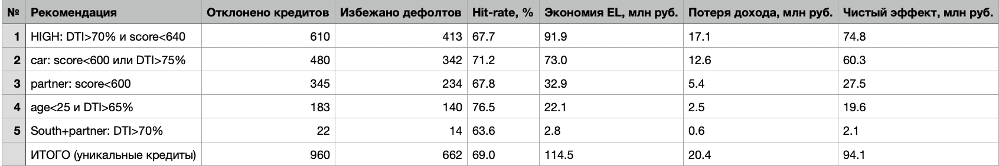 № Рекомендация Отклонено кредитов Избежано дефолтов Hit-rate, % Экономия EL, млн руб. Потеря дохода, млн руб. Чистый эффект, млн руб.
1 HIGH: DTI>70% и score<640 610 413 67.7 91.9 17.1 74.8
2 car: score<600 или DTI>75% 480 342 71.2 73.0 12.6 60.3
3 partner: score<600 345 234 67.8 32.9 5.4 27.5
4 age<25 и DTI>65% 183 140 76.5 22.1 2.5 19.6
5 South+partner: DTI>70% 22 14 63.6 2.8 0.6 2.1
ИТОГО (уникальные кредиты) 960 662 69.0 114.5 20.4 94.1